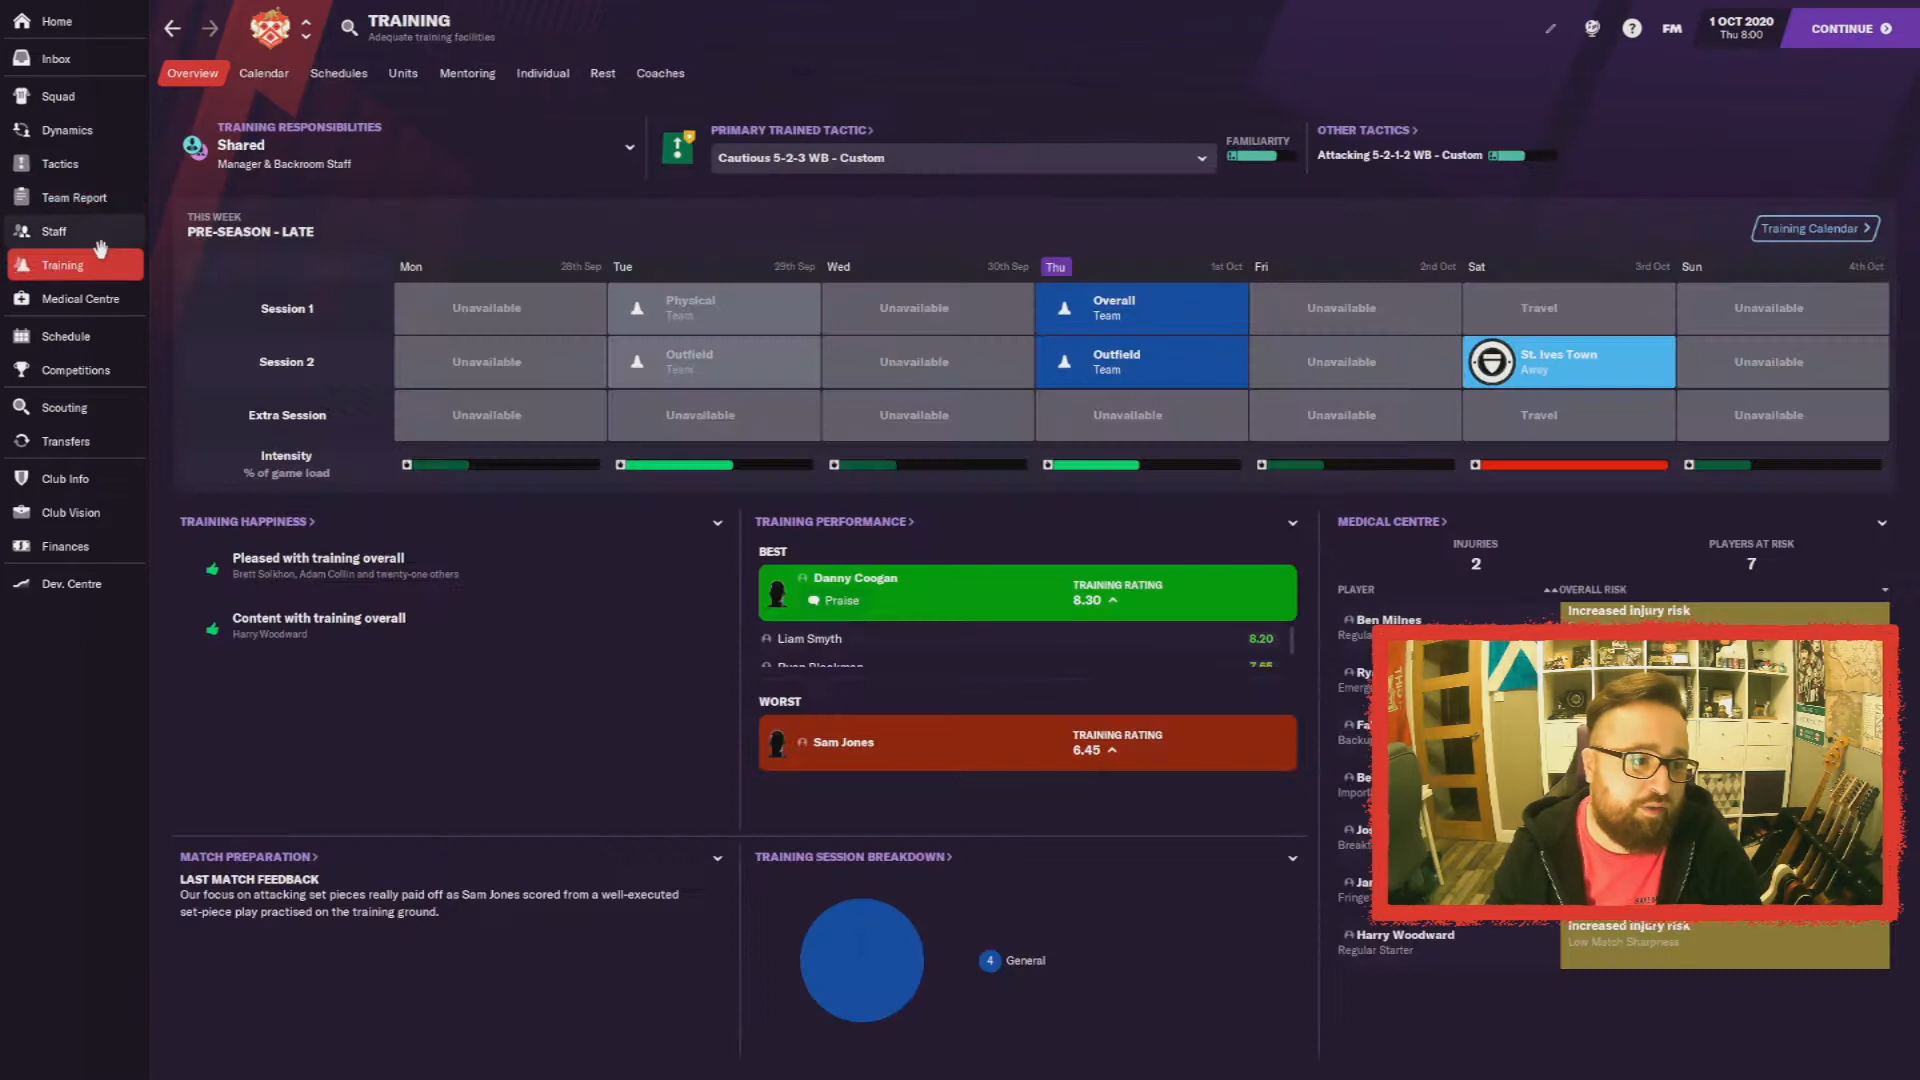 Home
Inbox
Squad
Dynamics
Tactics
Team Report
Staff
Training
Medical Centre
Schedule
Competitions
Scouting
Transfers
Club Info
Club Vision
Finances
Dev. Centre
TRAINING
Adequate training facilities
FM
1 OCT 2020
Thu 8:00
CONTINUE
Overview Calendar Schedules Units Mentoring Individual Rest Coaches
TRAINING RESPONSIBILITIES
Shared
Manager & Backroom Staff
PRIMARY TRAINED TACTIC >
Cautious 5-2-3 WB - Custom
FAMILIARITY
OTHER TACTICS >
Attacking 5-2-1-2 WB - Custom
THIS WEEK
PRE-SEASON - LATE
Training Calendar >
Mon 28th Sep Tue 29th Sep Wed 30th Sep Thu 1st Oct Fri 2nd Oct Sat 3rd Oct Sun 4th Oct
Session 1 Unavailable Physical Team Unavailable Overall Team Unavailable Travel Unavailable
Session 2 Unavailable Outfield Team Unavailable Outfield Team Unavailable St. Ives Town Away Unavailable
Extra Session Unavailable Unavailable Unavailable Unavailable Unavailable Travel Unavailable
Intensity
% of game load
TRAINING HAPPINESS >
Pleased with training overall
Brett Solkhon, Adam Collin and twenty-one others
Content with training overall
Harry Woodward
TRAINING PERFORMANCE >
BEST
Danny Coogan
Praise
TRAINING RATING
8.30
Liam Smyth 8.20
7.65
WORST
Sam Jones
TRAINING RATING
6.45
MEDICAL CENTRE >
INJURIES
2
PLAYERS AT RISK
7
PLAYER OVERALL RISK
Ben Milnes
Increased injury risk
Harry Woodward
Regular Starter
Increased injury risk
Low Match Sharpness
MATCH PREPARATION >
LAST MATCH FEEDBACK
Our focus on attacking set pieces really paid off as Sam Jones scored from a well-executed
set-piece play practised on the training ground.
TRAINING SESSION BREAKDOWN >
4 General